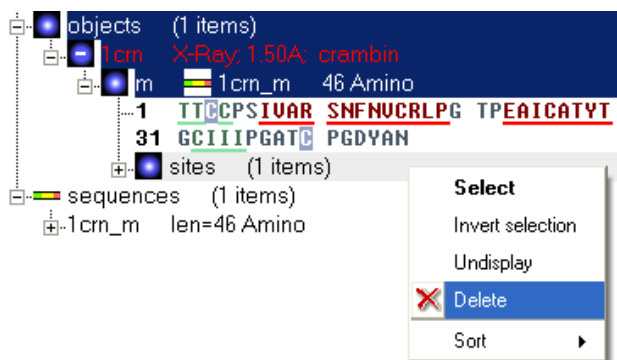 objects (1 items)
1crn X-Ray; 1.50A; crambin
m 1crn_m 46 Amino
1 TTCCPSIVAR SNFNVCRLPG TPEAICATYT
31 GCIIIPGATC PGDYAN
sites (1 items)
sequences (1 items)
1crn_m len=46 Amino
Select
Invert selection
Undisplay
Delete
Sort